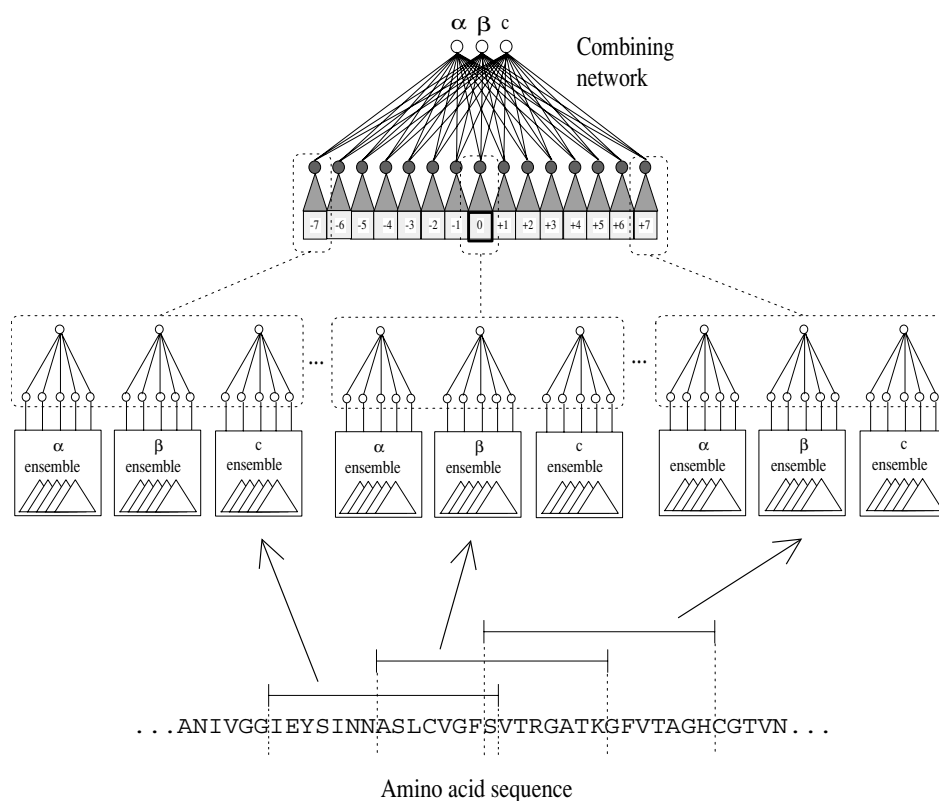 α β c
Combining
network
-7 -6 -5 -4 -3 -2 -1 0 +1 +2 +3 +4 +5 +6 +7
... ...
α β c α β c α β c
ensemble ensemble ensemble ensemble ensemble ensemble ensemble ensemble ensemble
...ANIVGGIEYSINNASLCVGFSVTRGATKGFVTAGHCGTVN...
Amino acid sequence